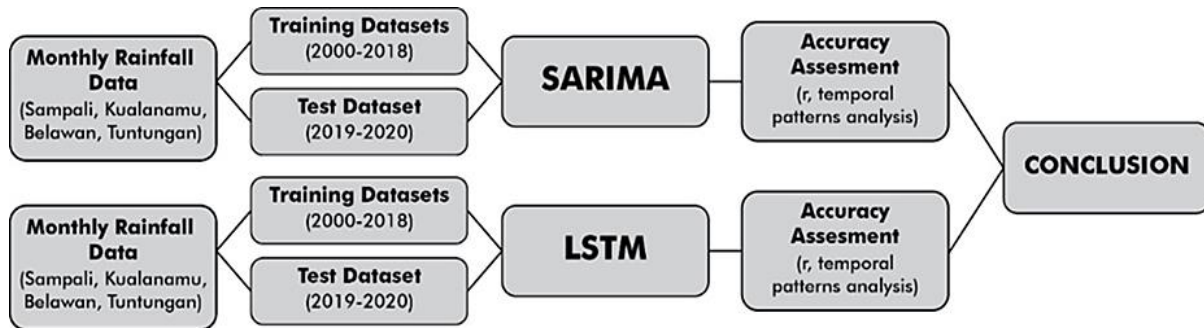 Monthly Rainfall
Data
(Sampali, Kualanamu,
Belawan, Tuntungan)
Training Datasets
(2000-2018)
Test Dataset
(2019-2020)
SARIMA
Accuracy
Assesment
(r, temporal
patterns analysis)
Monthly Rainfall
Data
(Sampali, Kualanamu,
Belawan, Tuntungan)
Training Datasets
(2000-2018)
Test Dataset
(2019-2020)
LSTM
Accuracy
Assesment
(r, temporal
patterns analysis)
CONCLUSION